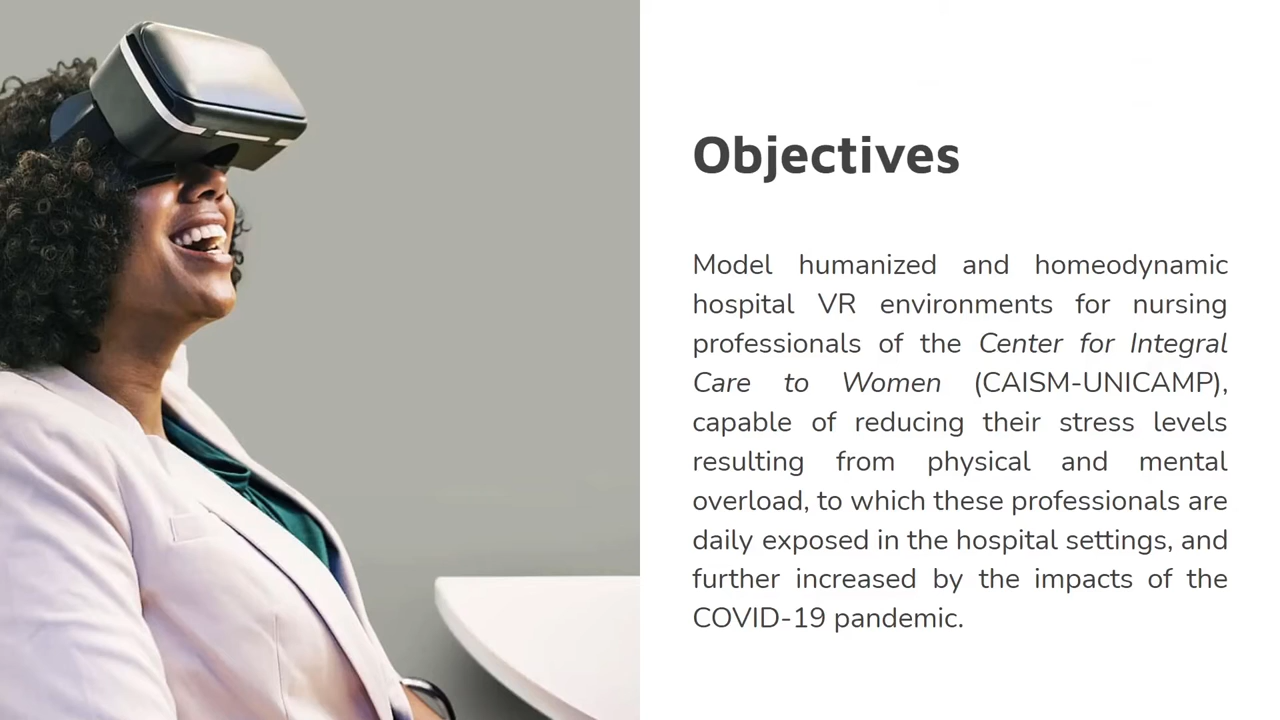 Objectives
Model humanized and homeodynamic
hospital VR environments for nursing
professionals of the Center for Integral
Care to Women (CAISM-UNICAMP),
capable of reducing their stress levels
resulting from physical and mental
overload, to which these professionals are
daily exposed in the hospital settings, and
further increased by the impacts of the
COVID-19 pandemic.